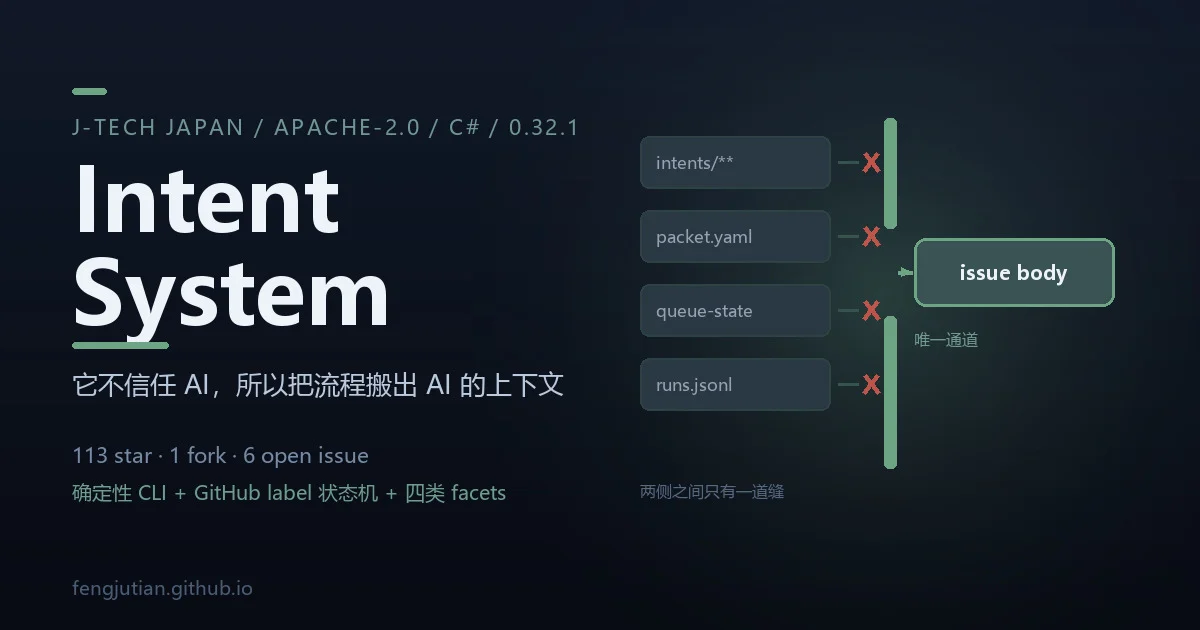 J-TECH JAPAN / APACHE-2.0 / C# / 0.32.1
Intent
System
它不信任 AI，所以把流程搬出 AI 的上下文
113 star · 1 fork · 6 open issue
确定性 CLI + GitHub label 状态机 + 四类 facets
fengjutian.github.io
intents/**
packet.yaml
queue-state
runs.jsonl
issue body
唯一通道
两侧之间只有一道缝